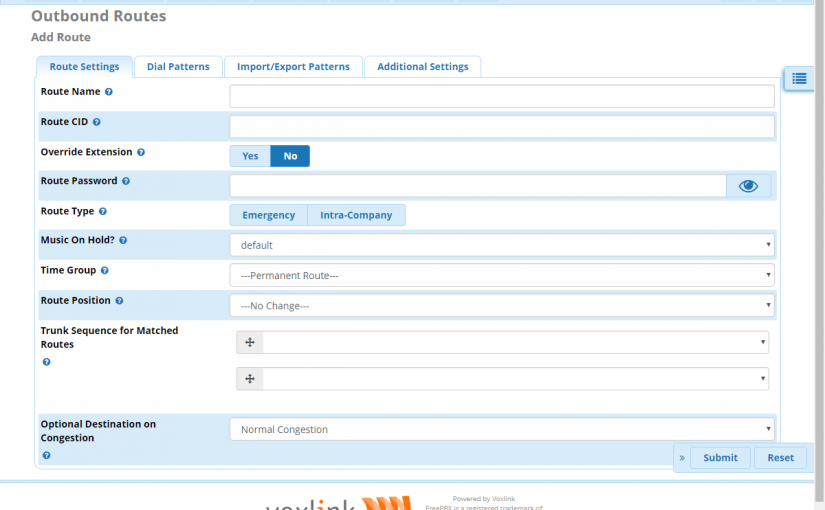 Outbound Routes
Add Route
Route Settings
Dial Patterns
Import/Export Patterns
Additional Settings
Route Name
Route CID
Override Extension
Yes No
Route Password
Route Type
Emergency Intra-Company
Music On Hold?
default
Time Group
---Permanent Route---
Route Position
---No Change---
Trunk Sequence for Matched
Routes
Optional Destination on
Congestion
Normal Congestion
» Submit Reset
voxlink
Powered by Voxlink
FreePBX is a registered trademark of